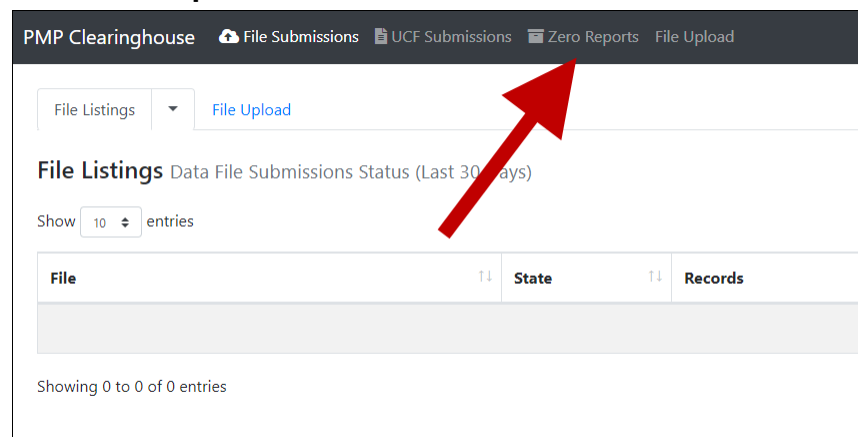 PMP Clearinghouse File Submissions UCF Submissions Zero Reports File Upload
File Listings File Upload
File Listings Data File Submissions Status (Last 30 Days)
Show 10 entries
File State Records
Showing 0 to 0 of 0 entries